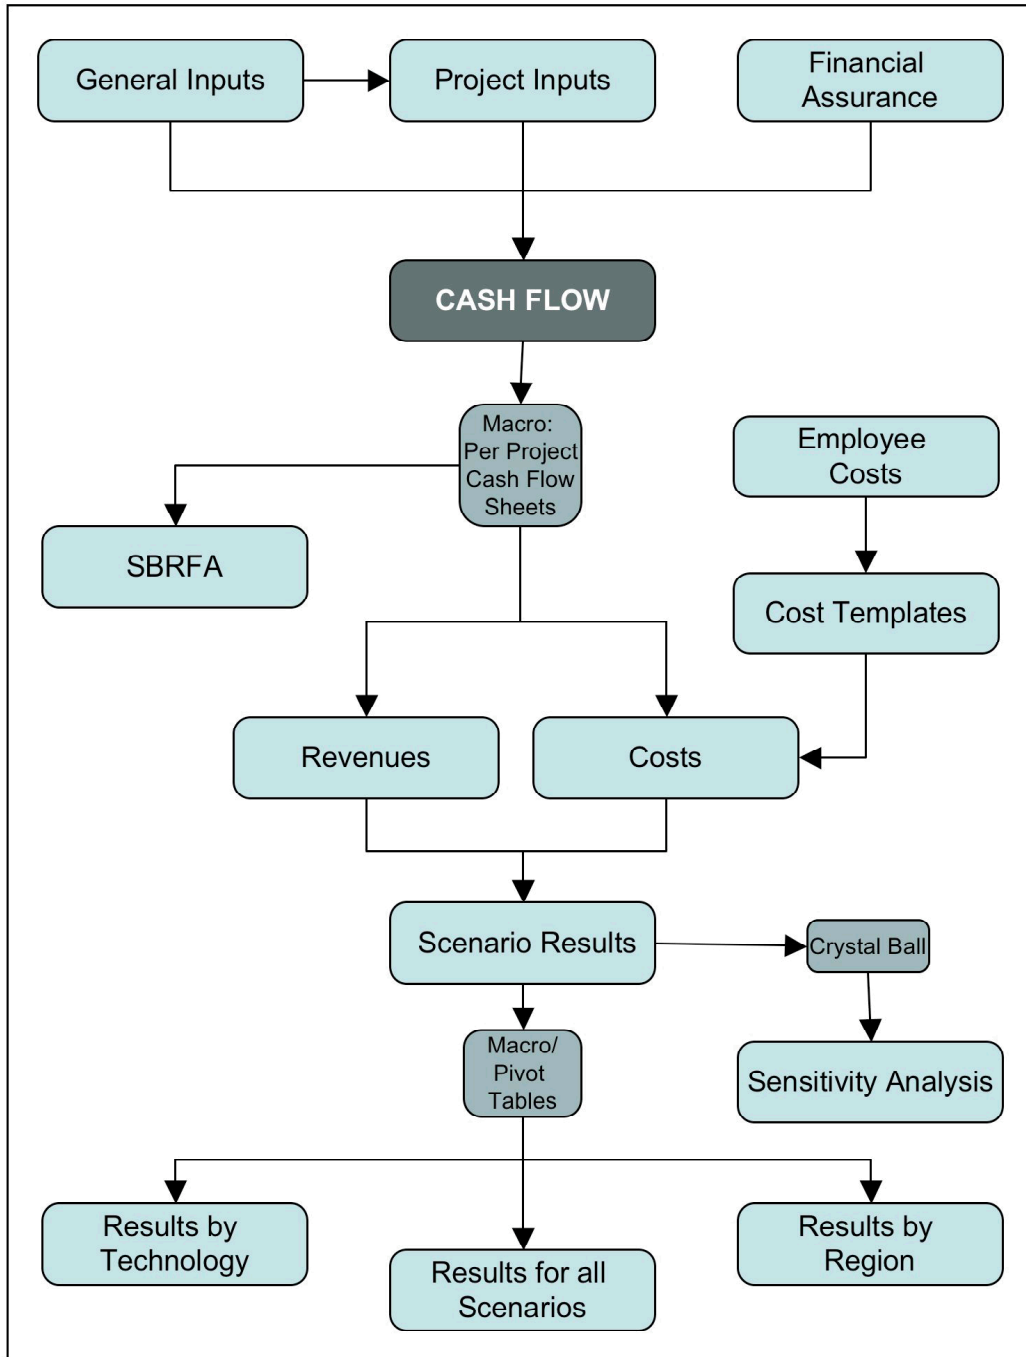 General Inputs
Project Inputs
Financial
Assurance
CASH FLOW
Macro:
Per Project
Cash Flow
Sheets
Employee
Costs
SBRFA
Cost Templates
Revenues
Costs
Scenario Results
Crystal Ball
Macro/
Pivot
Tables
Sensitivity Analysis
Results by
Technology
Results for all
Scenarios
Results by
Region